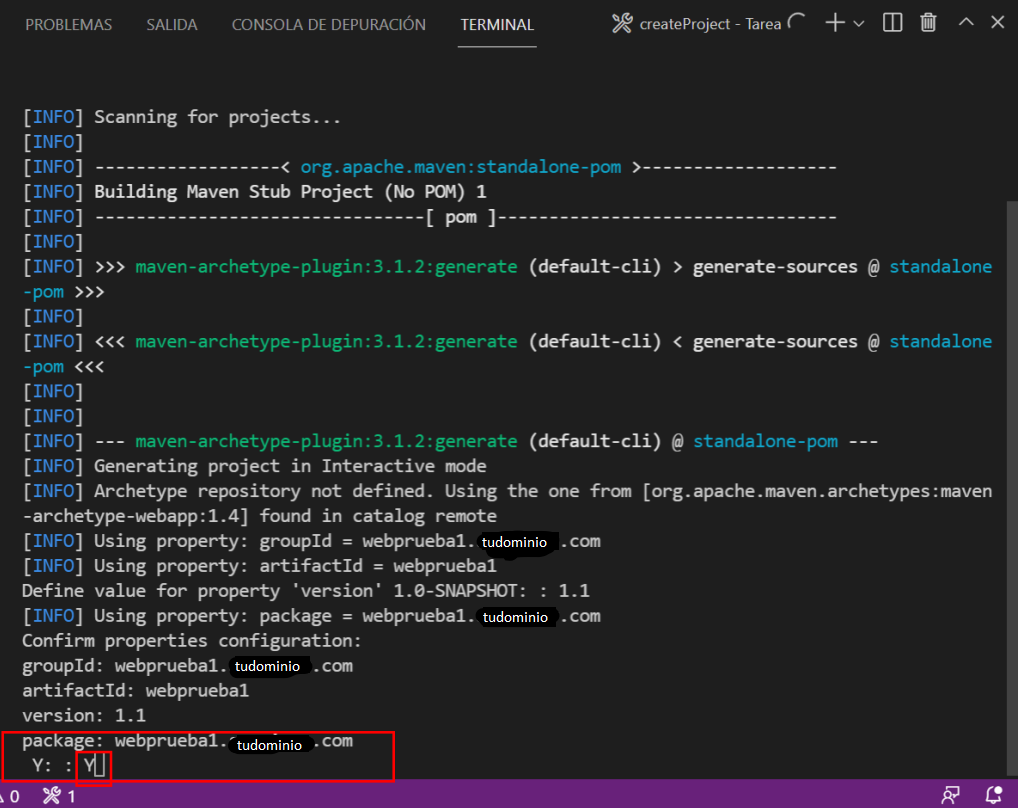 PROBLEMAS SALIDA CONSOLA DE DEPURACIÓN TERMINAL createProject - Tarea
[INFO] Scanning for projects...
[INFO]
[INFO] ------------------< org.apache.maven:standalone-pom >-------------------
[INFO] Building Maven Stub Project (No POM) 1
[INFO] --------------------------------[ pom ]---------------------------------
[INFO]
[INFO] >>> maven-archetype-plugin:3.1.2:generate (default-cli) > generate-sources @ standalone
-pom >>>
[INFO]
[INFO] <<< maven-archetype-plugin:3.1.2:generate (default-cli) < generate-sources @ standalone
-pom <<<
[INFO]
[INFO]
[INFO] --- maven-archetype-plugin:3.1.2:generate (default-cli) @ standalone-pom ---
[INFO] Generating project in Interactive mode
[INFO] Archetype repository not defined. Using the one from [org.apache.maven.archetypes:maven
-archetype-webapp:1.4] found in catalog remote
[INFO] Using property: groupId = webprueba1.tudominio.com
[INFO] Using property: artifactId = webprueba1
Define value for property 'version' 1.0-SNAPSHOT: : 1.1
[INFO] Using property: package = webprueba1.tudominio.com
Confirm properties configuration:
groupId: webprueba1.tudominio.com
artifactId: webprueba1
version: 1.1
package: webprueba1.tudominio.com
Y: : Y
0 1